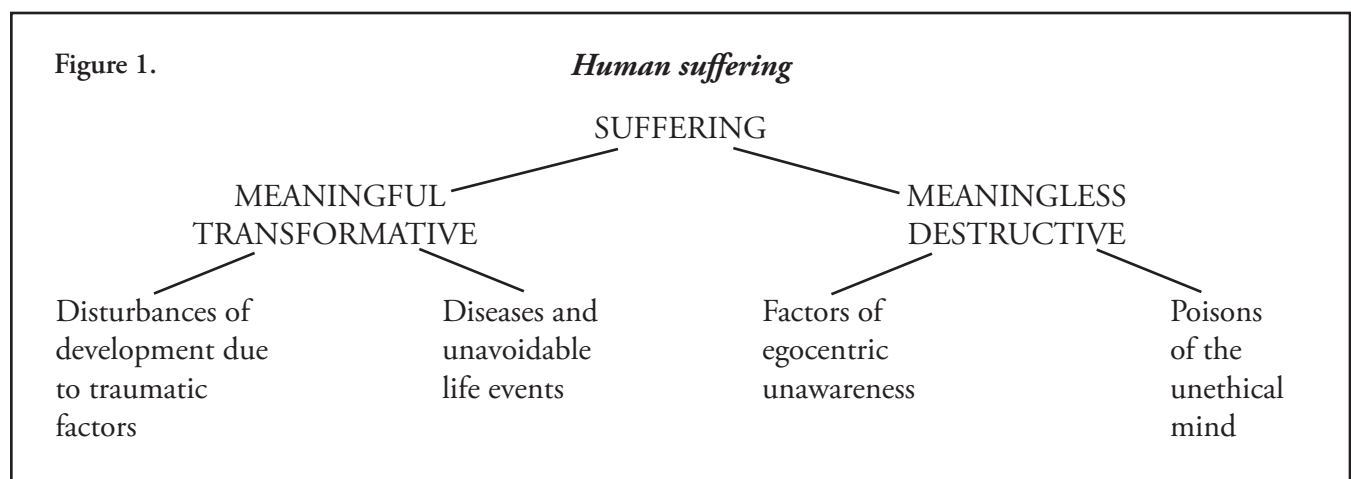 Figure 1.
Human suffering
SUFFERING
MEANINGFUL
TRANSFORMATIVE
MEANINGLESS
DESTRUCTIVE
Disturbances of
development due
to traumatic
factors
Diseases and
unavoidable
life events
Factors of
egocentric
unawareness
Poisons
of the
unethical
mind